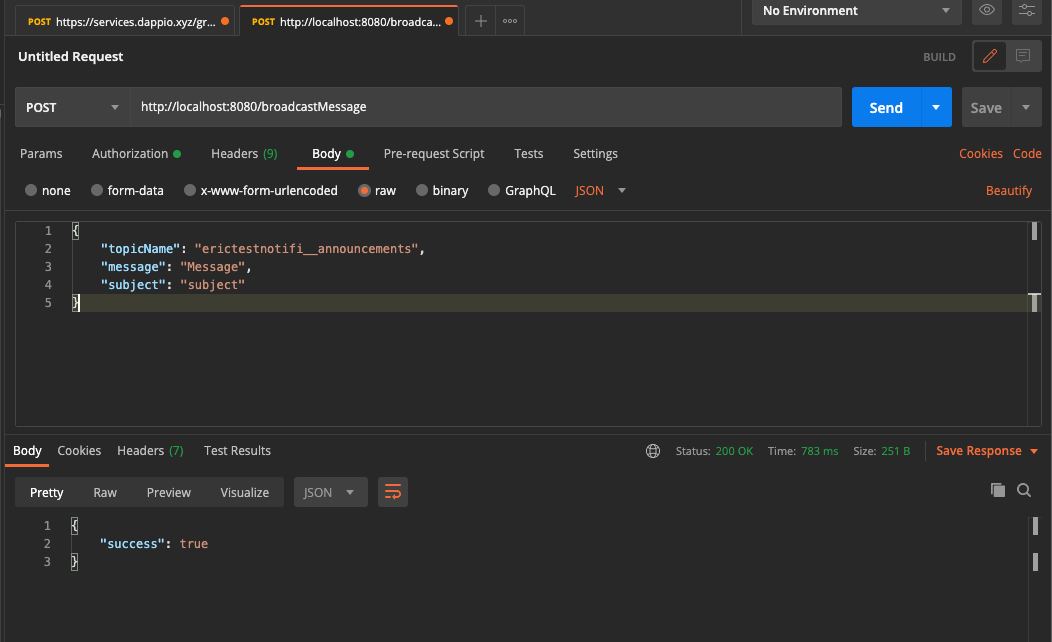 POST https://services.dappio.xyz/gr...
POST http://localhost:8080/broadca...
No Environment
Untitled Request
BUILD
POST
http://localhost:8080/broadcastMessage
Send
Save
Params
Authorization
Headers (9)
Body
Pre-request Script
Tests
Settings
Cookies
Code
none
form-data
x-www-form-urlencoded
raw
binary
GraphQL
JSON
Beautify
1 {
2 "topicName": "erictestnotifi__announcements",
3 "message": "Message",
4 "subject": "subject"
5 }
Body
Cookies
Headers (7)
Test Results
Status: 200 OK
Time: 783 ms
Size: 251 B
Save Response
Pretty
Raw
Preview
Visualize
JSON
1 {
2 "success": true
3 }